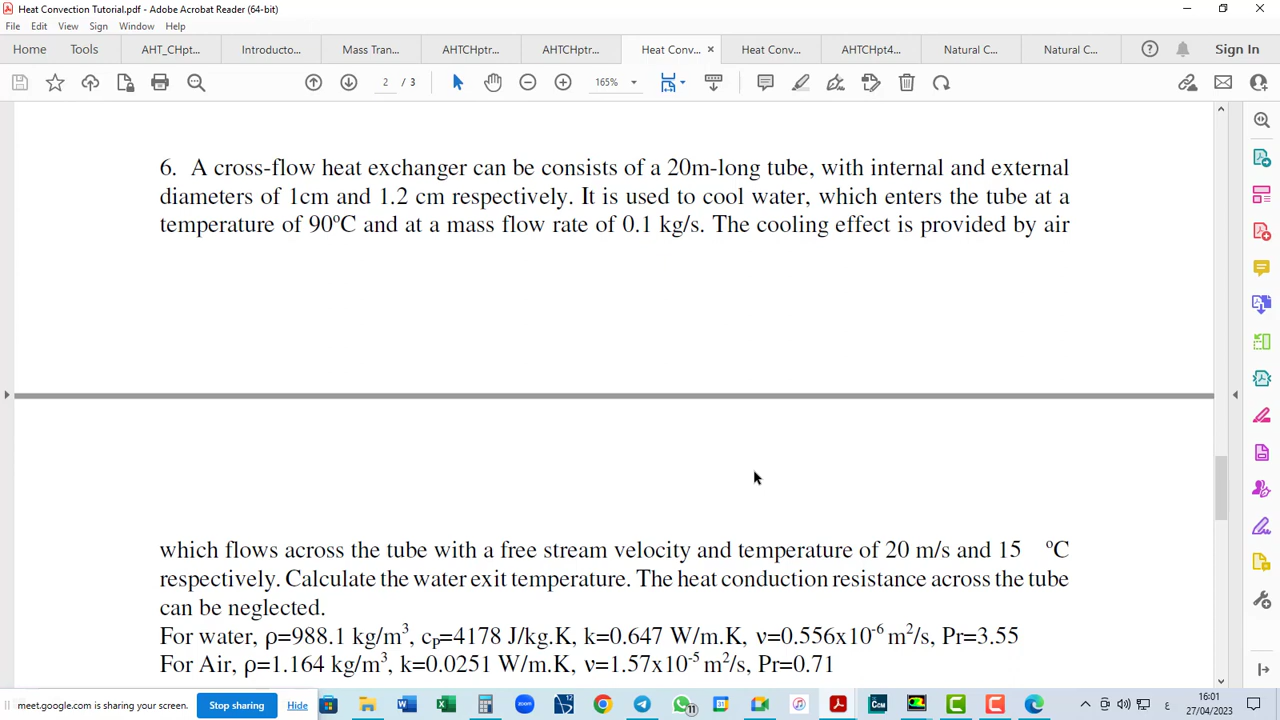 Heat Convection Tutorial.pdf - Adobe Acrobat Reader (64-bit)
File Edit View Sign Window Help
Home Tools AHT_CHpt... Introducto... Mass Tran... AHTCHptr... AHTCHptr... Heat Conv... × Heat Conv... AHTCHpt4... Natural C... Natural C... Sign In
2 / 3 165%
6. A cross-flow heat exchanger can be consists of a 20m-long tube, with internal and external
diameters of 1cm and 1.2 cm respectively. It is used to cool water, which enters the tube at a
temperature of 90ºC and at a mass flow rate of 0.1 kg/s. The cooling effect is provided by air
which flows across the tube with a free stream velocity and temperature of 20 m/s and 15 ºC
respectively. Calculate the water exit temperature. The heat conduction resistance across the tube
can be neglected.
For water, ρ=988.1 kg/m³, cₚ=4178 J/kg.K, k=0.647 W/m.K, ν=0.556x10⁻⁶ m²/s, Pr=3.55
For Air, ρ=1.164 kg/m³, k=0.0251 W/m.K, ν=1.57x10⁻⁵ m²/s, Pr=0.71
meet.google.com is sharing your screen. Stop sharing Hide 11 31 Com ع 16:01
27/04/2023